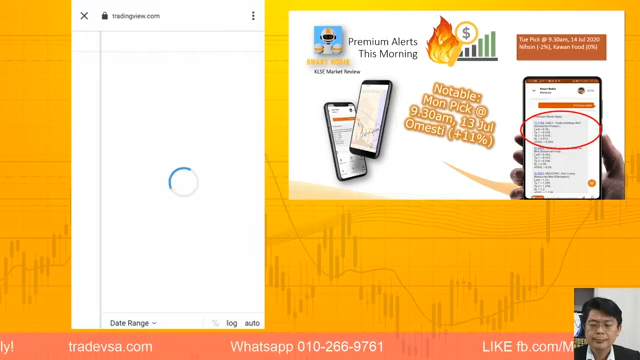 tradingview.com
Date Range
%
log
auto
SMART ROBIE
KLSE Market Review
Premium Alerts
This Morning
$
Tue Pick @ 9.30am, 14 Jul 2020
Nihsin (-2%), Kawan Food (0%)
Notable:
Mon Pick @
9.30am, 13 Jul
Omesti (+11%)
ly!
tradevsa.com
Whatsapp 010-266-9761
LIKE fb.com/M